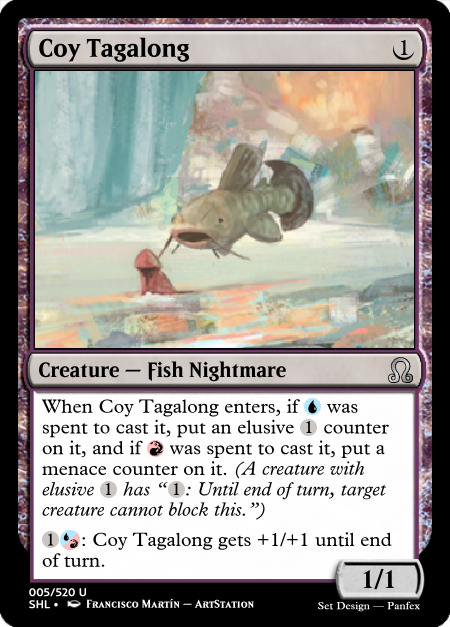 Coy Tagalong 1
Creature — Fish Nightmare
When Coy Tagalong enters, if was
spent to cast it, put an elusive 1 counter
on it, and if was spent to cast it, put a
menace counter on it. (A creature with
elusive 1 has “1: Until end of turn, target
creature cannot block this.”)
1: Coy Tagalong gets +1/+1 until end
of turn.
1/1
005/520 U
SHL • Francisco Martín — ArtStation
Set Design — Panfex